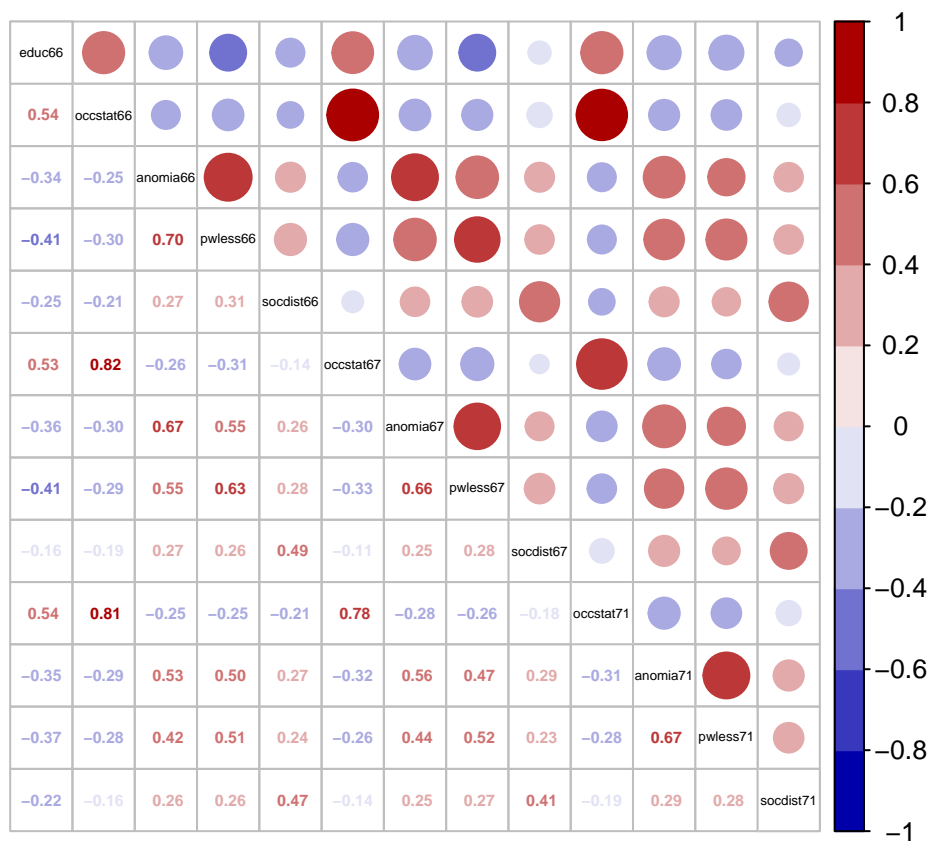 educ66
0.54 occstat66
−0.34 −0.25 anomia66
−0.41 −0.30 0.70 pwless66
−0.25 −0.21 0.27 0.31 socdist66
0.53 0.82 −0.26 −0.31 −0.14 occstat67
−0.36 −0.30 0.67 0.55 0.26 −0.30 anomia67
−0.41 −0.29 0.55 0.63 0.28 −0.33 0.66 pwless67
−0.16 −0.19 0.27 0.26 0.49 −0.11 0.25 0.28 socdist67
0.54 0.81 −0.25 −0.25 −0.21 0.78 −0.28 −0.26 −0.18 occstat71
−0.35 −0.29 0.53 0.50 0.27 −0.32 0.56 0.47 0.29 −0.31 anomia71
−0.37 −0.28 0.42 0.51 0.24 −0.26 0.44 0.52 0.23 −0.28 0.67 pwless71
−0.22 −0.16 0.26 0.26 0.47 −0.14 0.25 0.27 0.41 −0.19 0.29 0.28 socdist71
1
0.8
0.6
0.4
0.2
0
−0.2
−0.4
−0.6
−0.8
−1